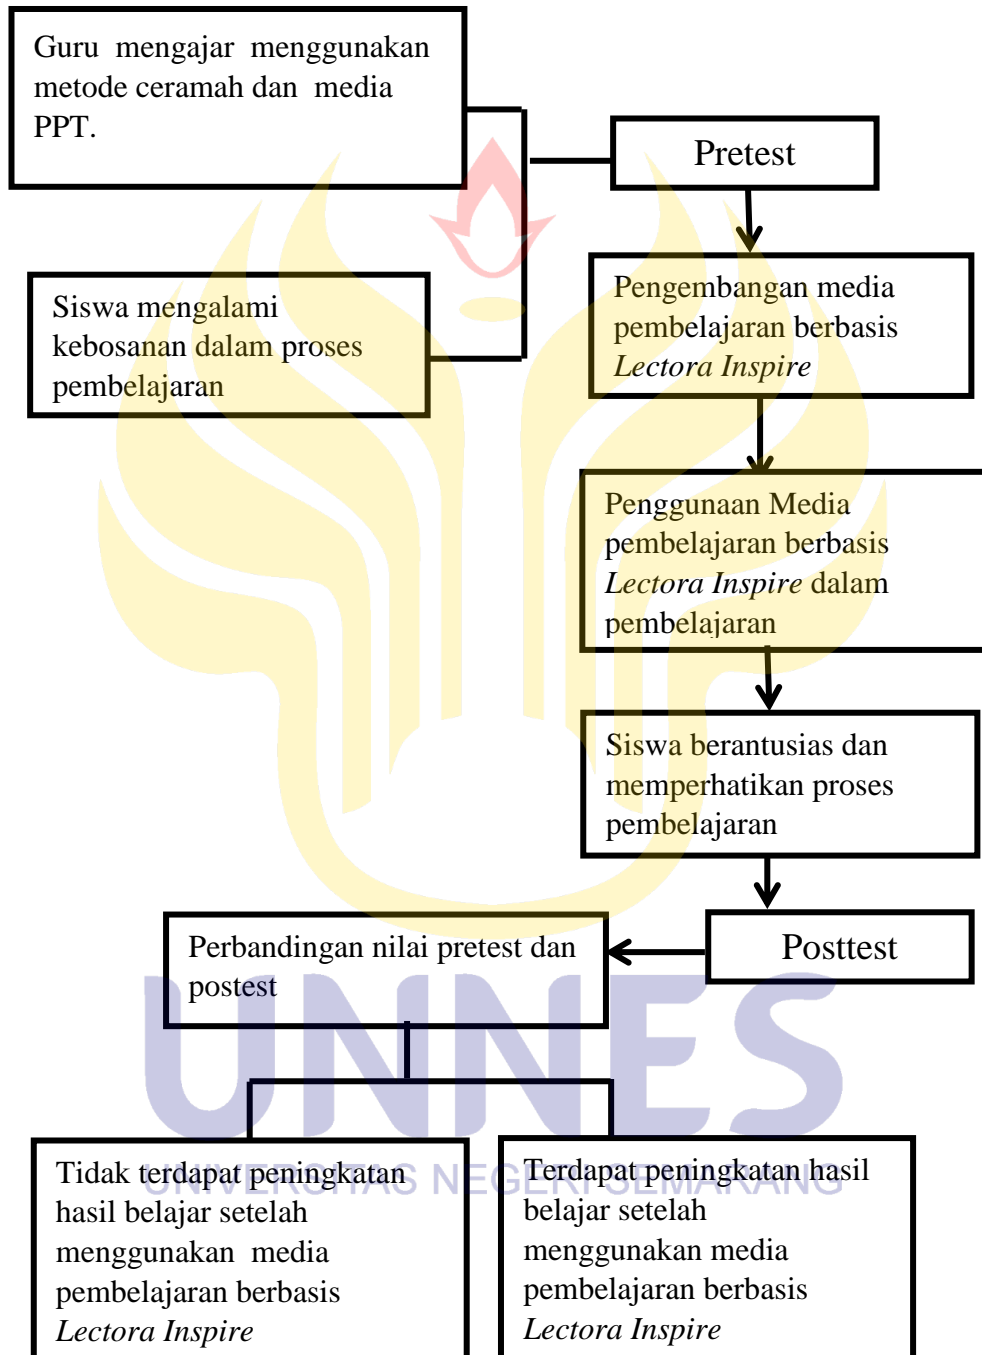 Guru mengajar menggunakan
metode ceramah dan media
PPT.
Pretest
Siswa mengalami
kebosanan dalam proses
pembelajaran
Pengembangan media
pembelajaran berbasis
Lectora Inspire
Penggunaan Media
pembelajaran berbasis
Lectora Inspire dalam
pembelajaran
Siswa berantusias dan
memperhatikan proses
pembelajaran
Posttest
Perbandingan nilai pretest dan
postest
UNNES
UNIVERSITAS NEGERI SEMARANG
Tidak terdapat peningkatan
hasil belajar setelah
menggunakan media
pembelajaran berbasis
Lectora Inspire
Terdapat peningkatan hasil
belajar setelah
menggunakan media
pembelajaran berbasis
Lectora Inspire